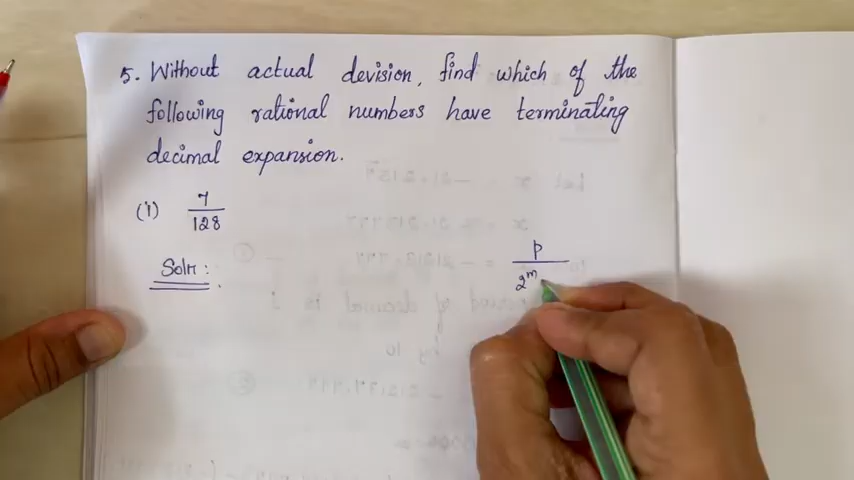 5. Without actual devision, find which of the
following rational numbers have terminating
decimal expansion.
(i) 7/128
Soln :
p/2^m